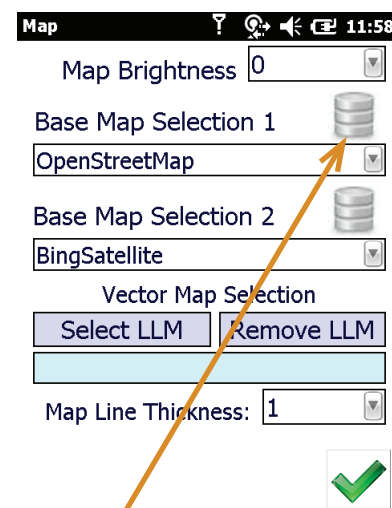 Map 11:58
Map Brightness 0
Base Map Selection 1
OpenStreetMap
Base Map Selection 2
BingSatellite
Vector Map Selection
Select LLM Remove LLM
Map Line Thickness: 1